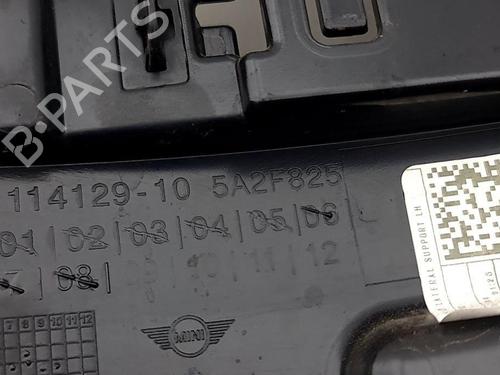 B-PARTS
114129-10 5A2F825
01 | 02 | 03 | 04 | 05 | 06
08 | 09 | 10 | 11 | 12
7 8 9 10 11 12
MINI
LATERAL SUPPORT LH